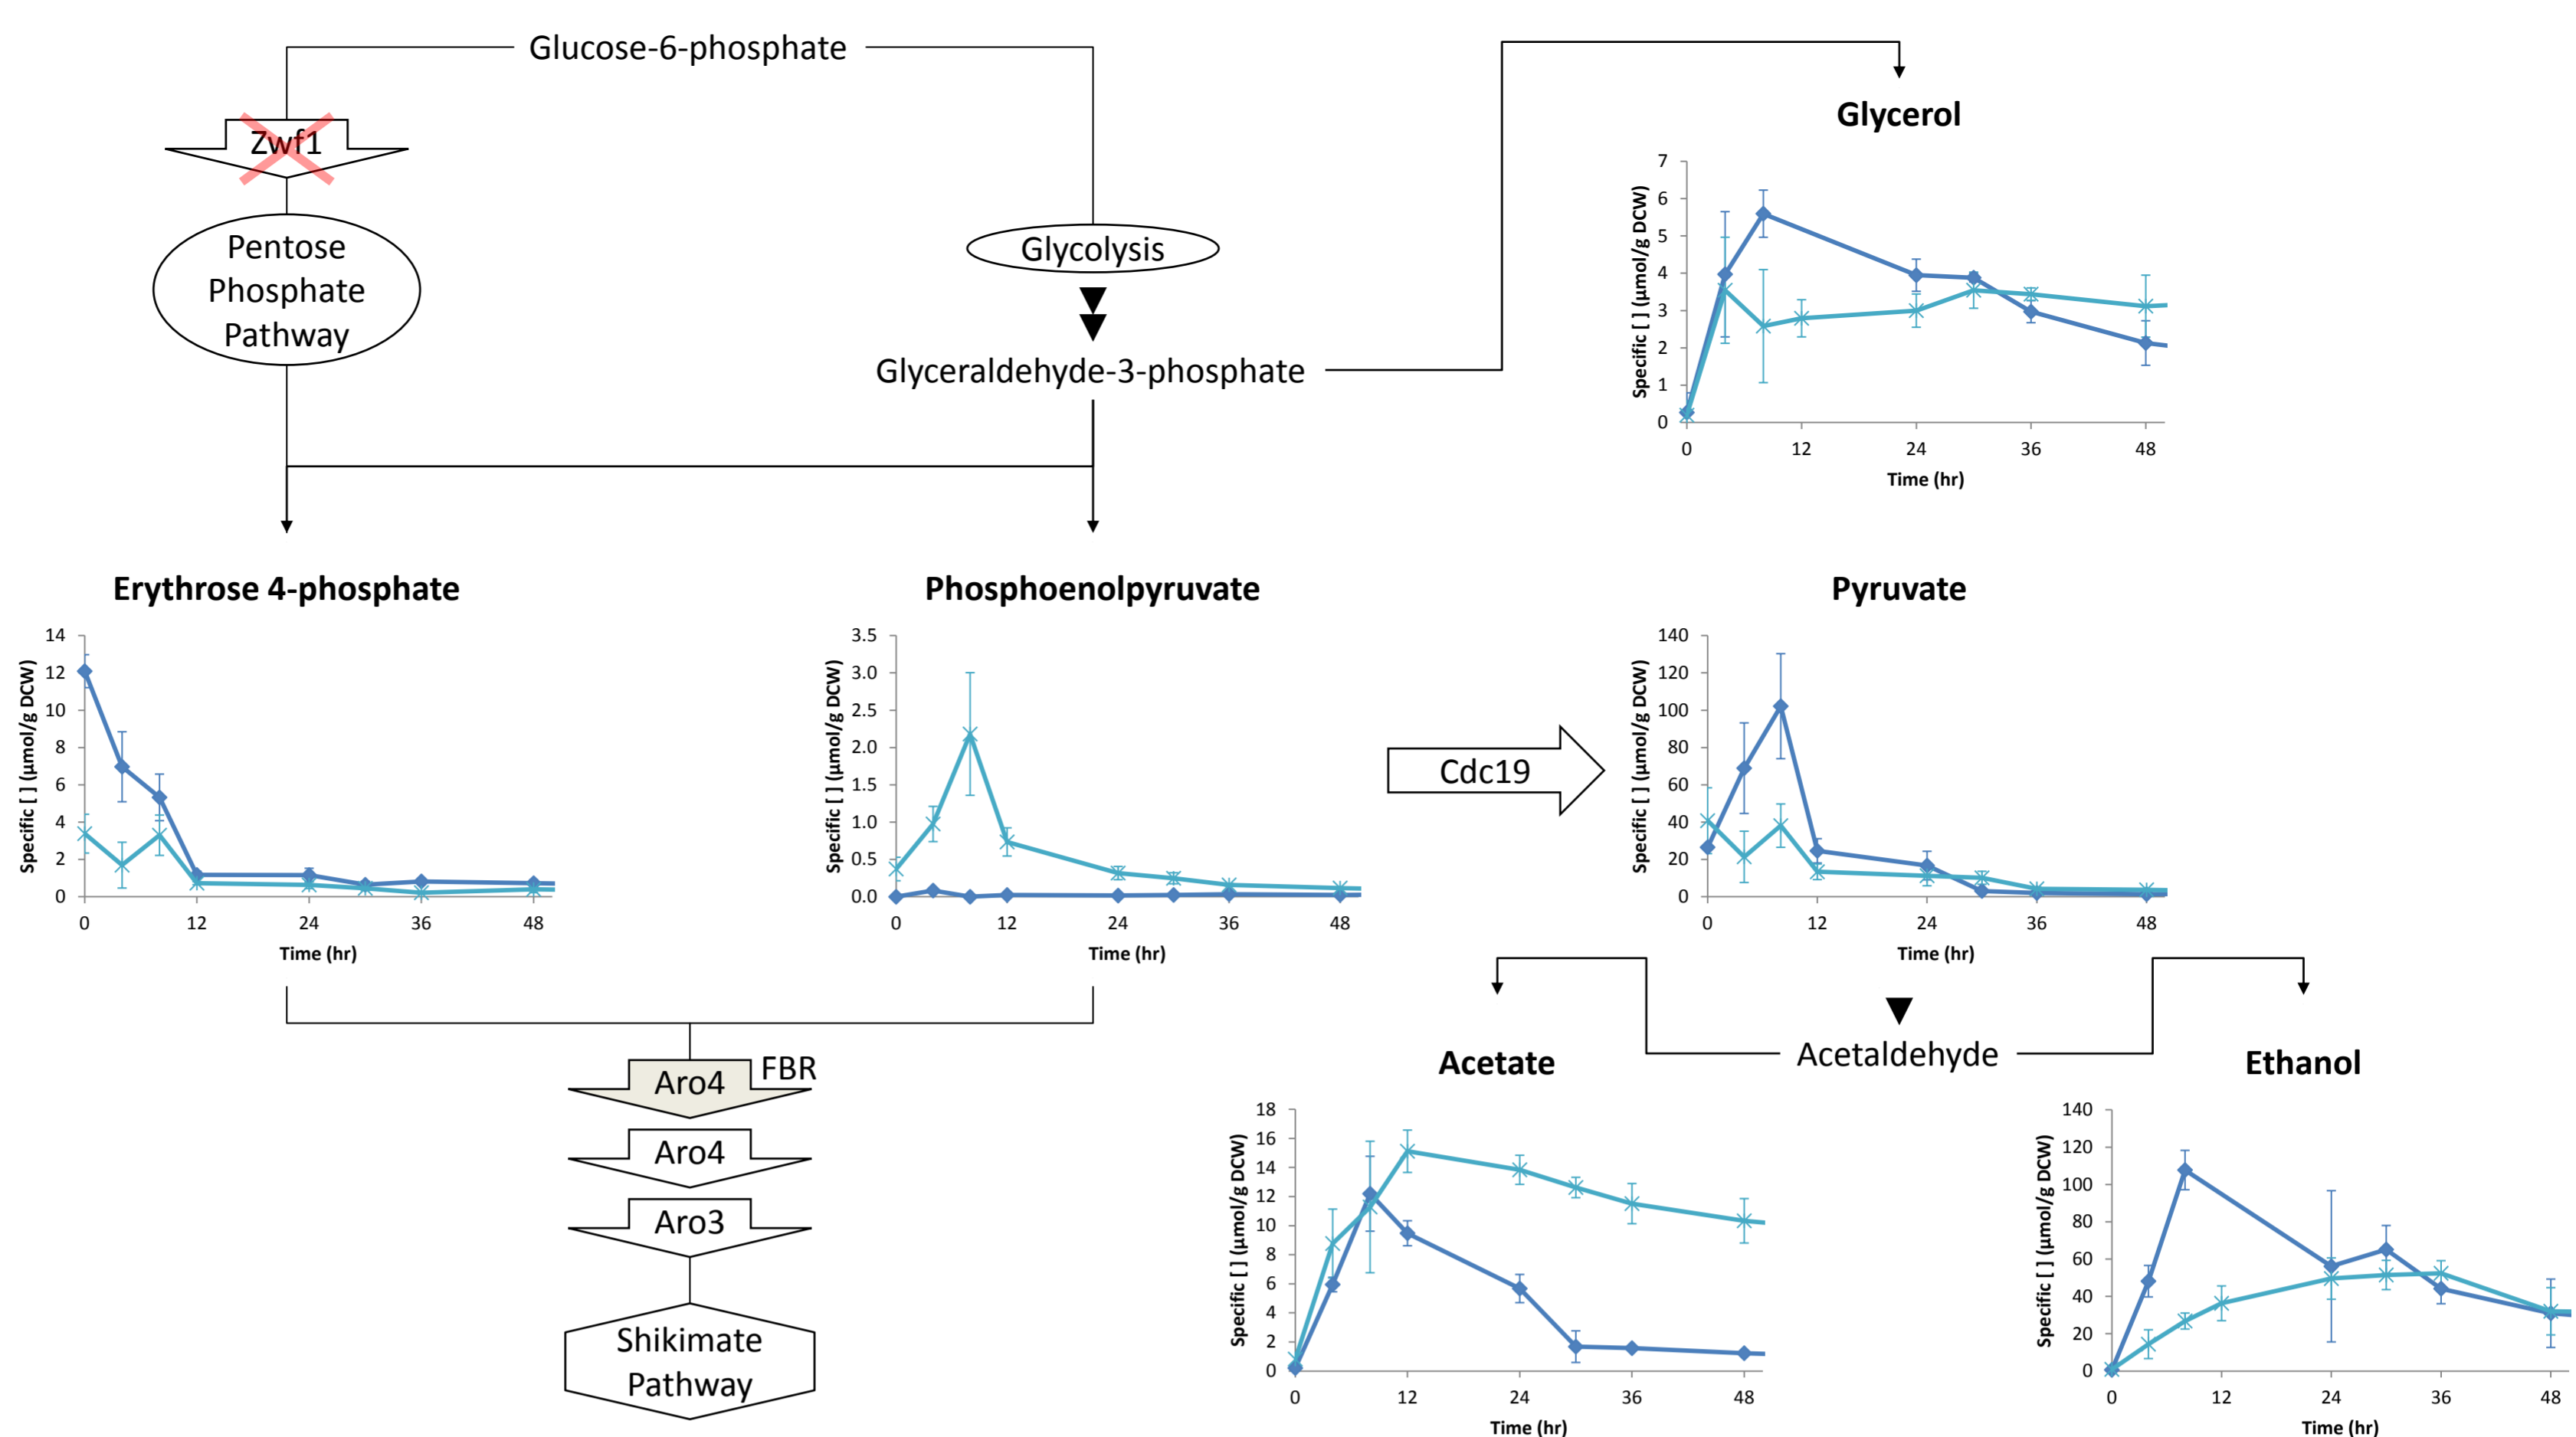 Glucose-6-phosphate
Zwf1
Pentose
Phosphate
Pathway
Glycolysis
Glyceraldehyde-3-phosphate
Glycerol
7
6
5
4
3
2
1
0
Specific [ ] (µmol/g DCW)
0 12 24 36 48
Time (hr)
Erythrose 4-phosphate
14
12
10
8
6
4
2
0
Specific [ ] (µmol/g DCW)
0 12 24 36 48
Time (hr)
Phosphoenolpyruvate
3.5
3.0
2.5
2.0
1.5
1.0
0.5
0.0
Specific [ ] (µmol/g DCW)
0 12 24 36 48
Time (hr)
Cdc19
Pyruvate
140
120
100
80
60
40
20
0
Specific [ ] (µmol/g DCW)
0 12 24 36 48
Time (hr)
Aro4 FBR
Aro4
Aro3
Shikimate
Pathway
Acetaldehyde
Acetate
18
16
14
12
10
8
6
4
2
0
Specific [ ] (µmol/g DCW)
0 12 24 36 48
Time (hr)
Ethanol
140
120
100
80
60
40
20
0
Specific [ ] (µmol/g DCW)
0 12 24 36 48
Time (hr)